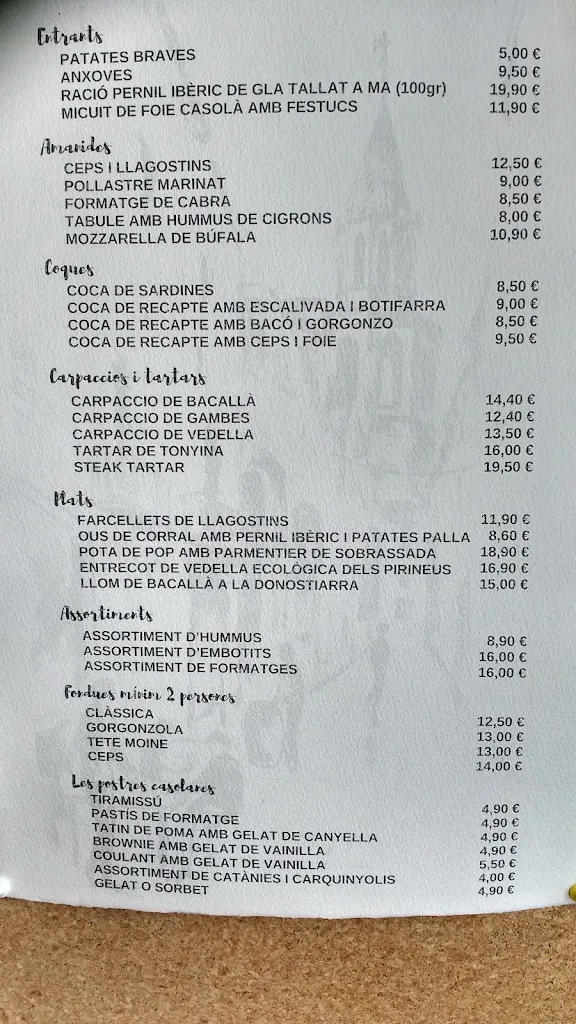 Entrants
PATATES BRAVES 5,00 €
ANXOVES 9,50 €
RACIÓ PERNIL IBÈRIC DE GLA TALLAT A MA (100gr) 19,90 €
MICUIT DE FOIE CASOLÀ AMB FESTUCS 11,90 €
Amanides
CEPS I LLAGOSTINS 12,50 €
POLLASTRE MARINAT 9,00 €
FORMATGE DE CABRA 8,50 €
TABULE AMB HUMMUS DE CIGRONS 8,00 €
MOZZARELLA DE BÚFALA 10,90 €
Coques
COCA DE SARDINES 8,50 €
COCA DE RECAPTE AMB ESCALIVADA I BOTIFARRA 9,00 €
COCA DE RECAPTE AMB BACÓ I GORGONZO 8,50 €
COCA DE RECAPTE AMB CEPS I FOIE 9,50 €
Carpaccios i tartars
CARPACCIO DE BACALLÀ 14,40 €
CARPACCIO DE GAMBES 12,40 €
CARPACCIO DE VEDELLA 13,50 €
TARTAR DE TONYINA 16,00 €
STEAK TARTAR 19,50 €
Plats
FARCELLETS DE LLAGOSTINS 11,90 €
OUS DE CORRAL AMB PERNIL IBÈRIC I PATATES PALLA 8,60 €
POTA DE POP AMB PARMENTIER DE SOBRASSADA 18,90 €
ENTRECOT DE VEDELLA ECOLÒGICA DELS PIRINEUS 16,90 €
LLOM DE BACALLÀ A LA DONOSTIARRA 15,00 €
Assortiments
ASSORTIMENT D'HUMMUS 8,90 €
ASSORTIMENT D'EMBOTITS 16,00 €
ASSORTIMENT DE FORMATGES 16,00 €
Fondues mínim 2 persones
CLÀSSICA 12,50 €
GORGONZOLA 13,00 €
TETE MOINE 13,00 €
CEPS 14,00 €
Les postres casolanes
TIRAMISSÚ 4,90 €
PASTÍS DE FORMATGE 4,90 €
TATIN DE POMA AMB GELAT DE CANYELLA 4,90 €
BROWNIE AMB GELAT DE VAINILLA 4,90 €
COULANT AMB GELAT DE VAINILLA 5,50 €
ASSORTIMENT DE CATÀNIES I CARQUINYOLIS 4,00 €
GELAT O SORBET 4,90 €